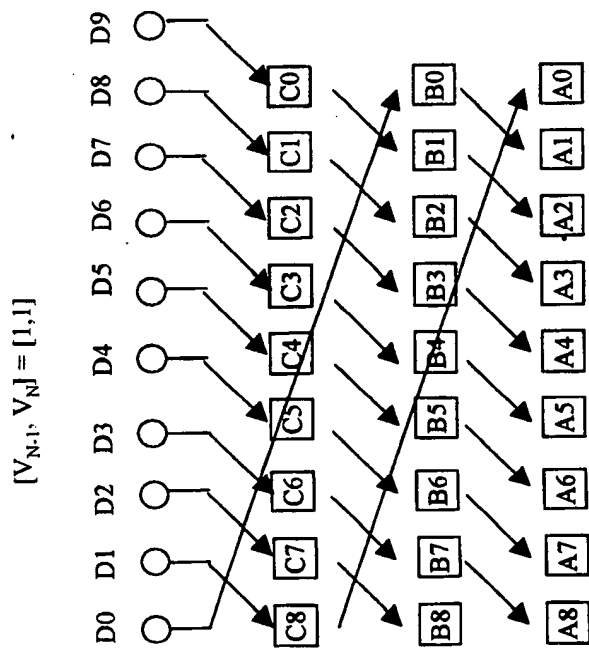 [V_{N-1}, V_N] = [1,1]
D0 D1 D2 D3 D4 D5 D6 D7 D8 D9
C8 C7 C6 C5 C4 C3 C2 C1 C0
B8 B7 B6 B5 B4 B3 B2 B1 B0
A8 A7 A6 A5 A4 A3 A2 A1 A0